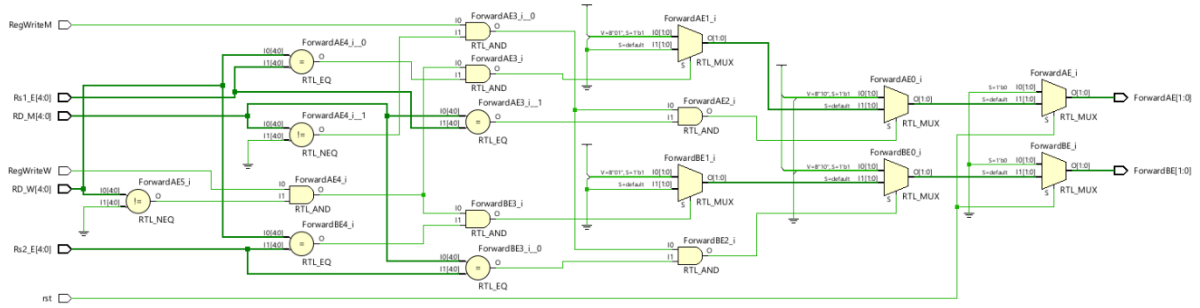 RegWriteM
Rs1_E[4:0]
RD_M[4:0]
RegWriteW
RD_W[4:0]
Rs2_E[4:0]
rst
ForwardAE5_i
I0[4:0]
I1[4:0]
!=
O
RTL_NEQ
ForwardAE4_i__0
I0[4:0]
I1[4:0]
=
O
RTL_EQ
ForwardAE4_i__1
I0[4:0]
I1[4:0]
!=
O
RTL_NEQ
ForwardAE4_i
I0
I1
O
RTL_AND
ForwardBE4_i
I0[4:0]
I1[4:0]
=
O
RTL_EQ
ForwardAE3_i__0
I0
I1
O
RTL_AND
ForwardAE3_i
I0
I1
O
RTL_AND
ForwardAE3_i__1
I0[4:0]
I1[4:0]
=
O
RTL_EQ
ForwardBE3_i
I0
I1
O
RTL_AND
ForwardBE3_i__0
I0[4:0]
I1[4:0]
=
O
RTL_EQ
ForwardAE1_i
V=B"01", S=1'b1 I0[1:0]
S=default I1[1:0]
O[1:0]
S
RTL_MUX
ForwardAE2_i
I0
I1
O
RTL_AND
ForwardBE1_i
V=B"01", S=1'b1 I0[1:0]
S=default I1[1:0]
O[1:0]
S
RTL_MUX
ForwardBE2_i
I0
I1
O
RTL_AND
ForwardAE0_i
V=B"10", S=1'b1 I0[1:0]
S=default I1[1:0]
O[1:0]
S
RTL_MUX
ForwardBE0_i
V=B"10", S=1'b1 I0[1:0]
S=default I1[1:0]
O[1:0]
S
RTL_MUX
ForwardAE_i
S=1'b0 I0[1:0]
S=default I1[1:0]
O[1:0]
S
RTL_MUX
ForwardBE_i
S=1'b0 I0[1:0]
S=default I1[1:0]
O[1:0]
S
RTL_MUX
ForwardAE[1:0]
ForwardBE[1:0]